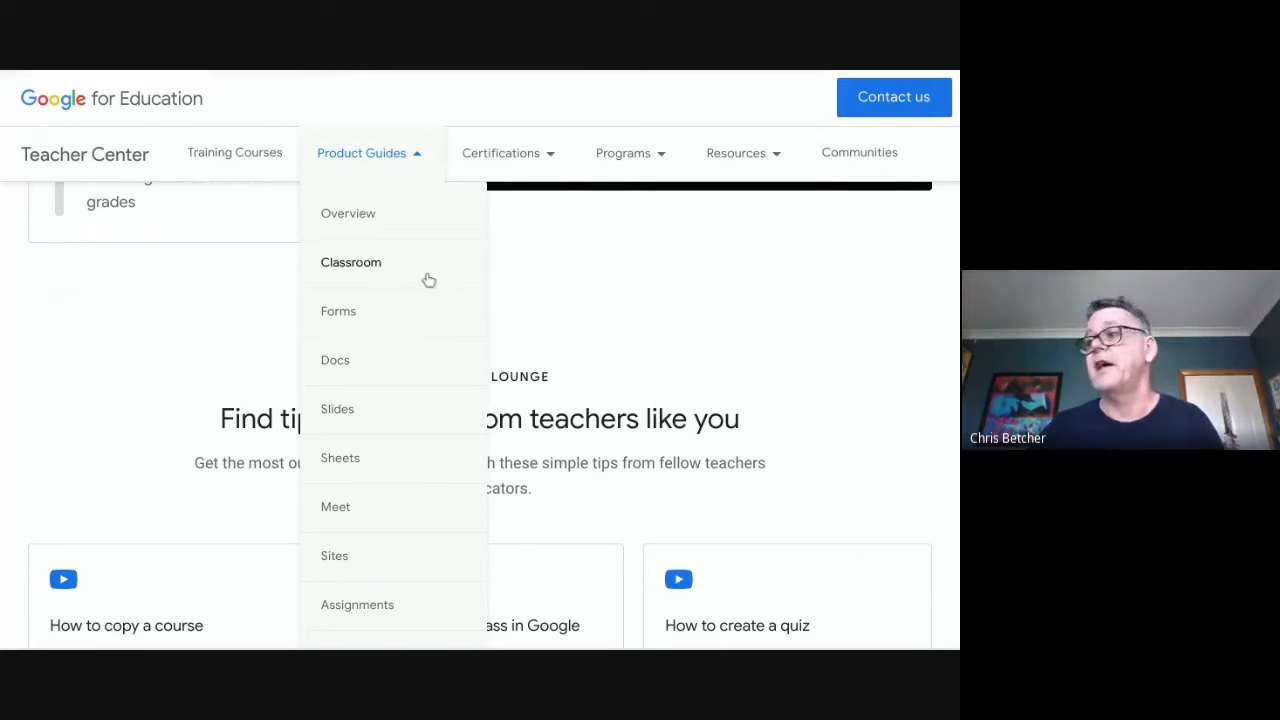 Google for Education
Contact us
Teacher Center
Training Courses
Product Guides
Certifications
Programs
Resources
Communities
grades
Overview
Classroom
Forms
Docs
Slides
Sheets
Meet
Sites
Assignments
LOUNGE
Find tip om teachers like you
Get the most ou h these simple tips from fellow teachers
cators.
How to copy a course
ass in Google
How to create a quiz
Chris Betcher